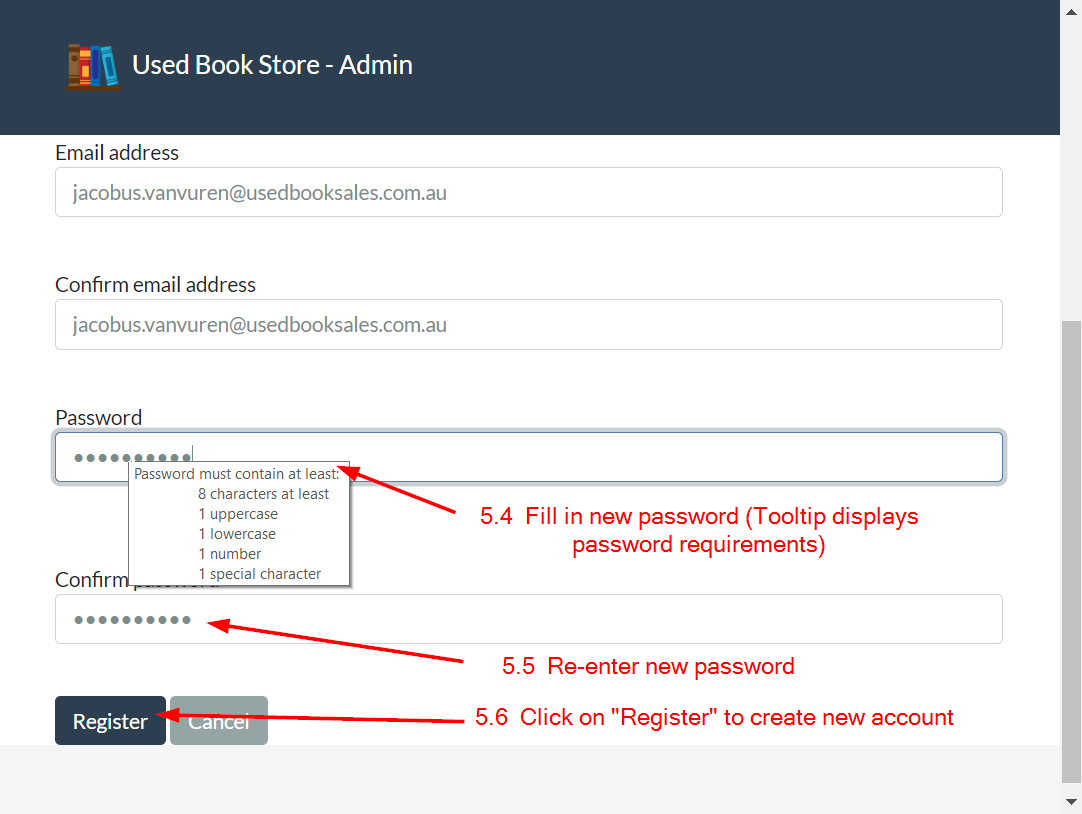 Used Book Store - Admin
Email address
jacobus.vanvuren@usedbooksales.com.au
Confirm email address
jacobus.vanvuren@usedbooksales.com.au
Password
●●●●●●●●●●
Password must contain at least:
8 characters at least
1 uppercase
1 lowercase
1 number
1 special character
5.4 Fill in new password (Tooltip displays
password requirements)
Confirm password
●●●●●●●●●●
5.5 Re-enter new password
Register
Cancel
5.6 Click on "Register" to create new account